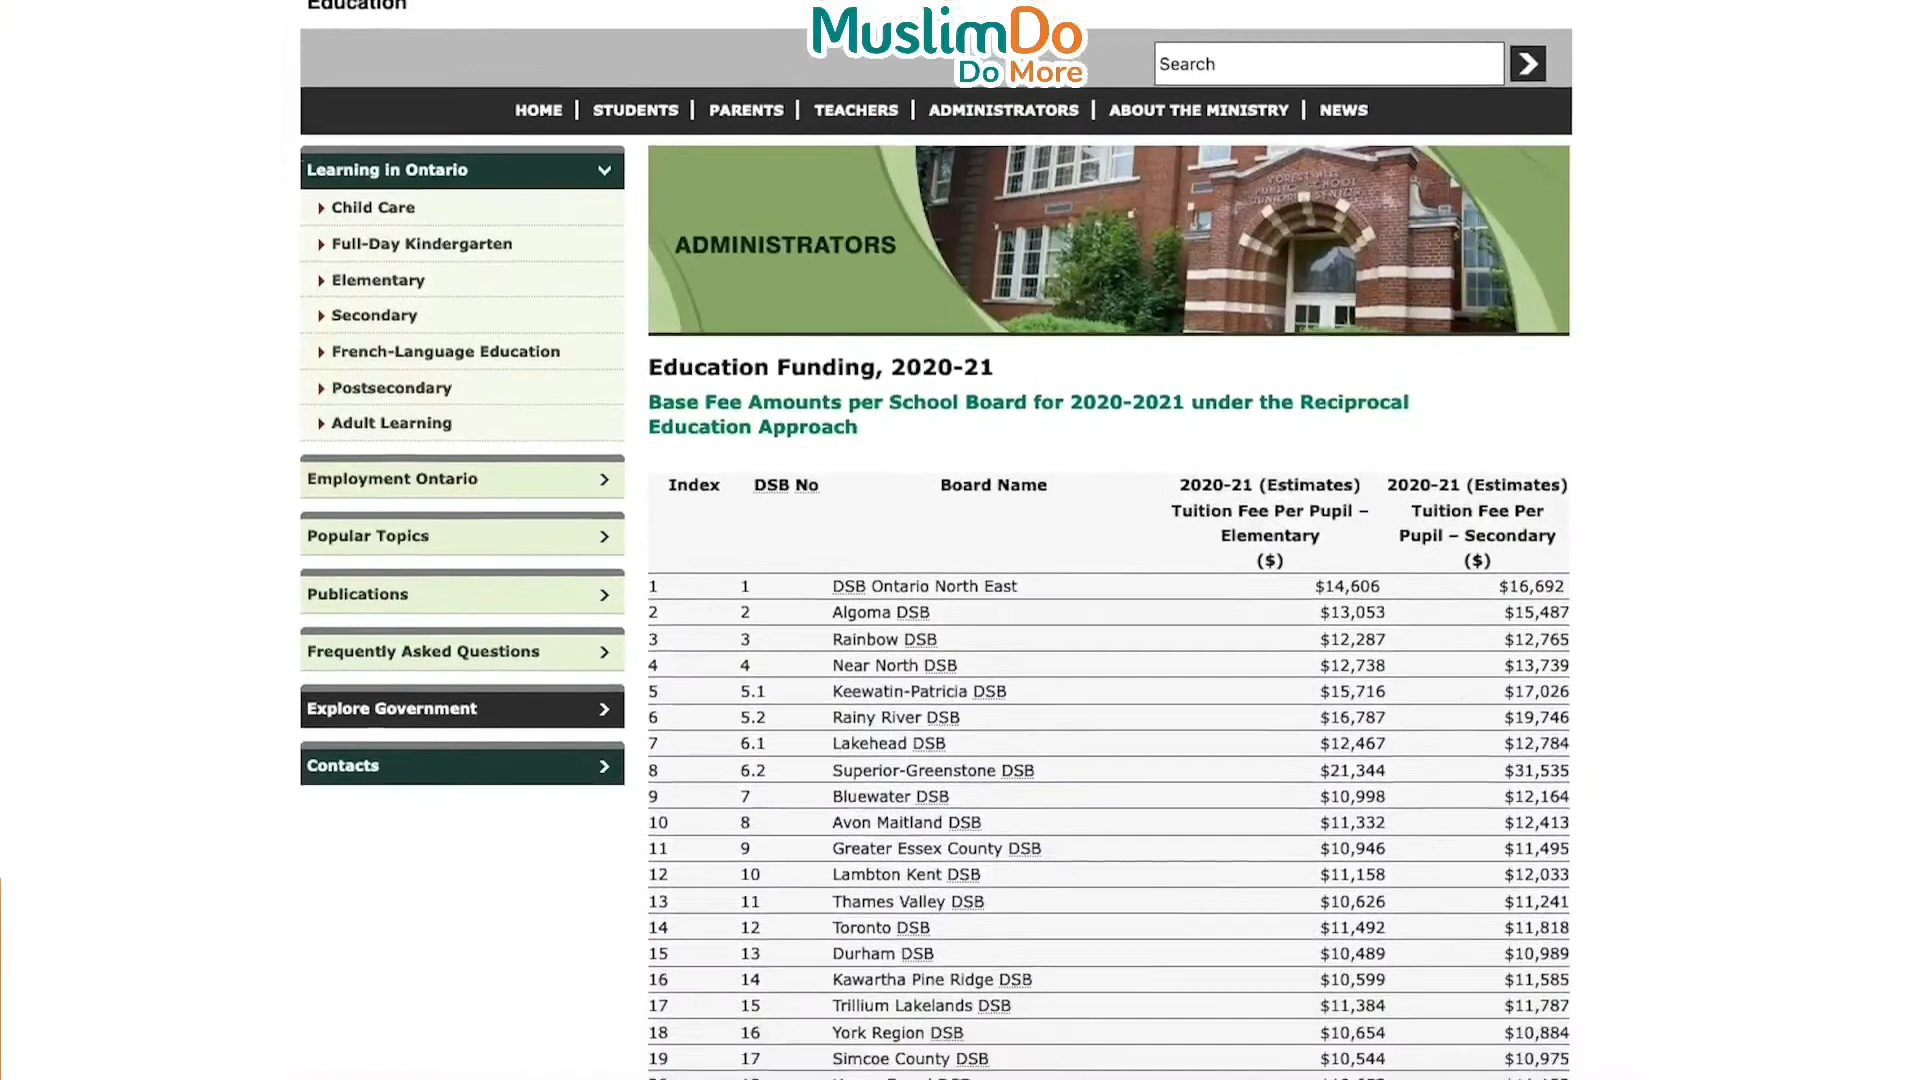 Education
MuslimDo
Do More
Search
HOME | STUDENTS | PARENTS | TEACHERS | ADMINISTRATORS | ABOUT THE MINISTRY | NEWS
Learning in Ontario
Child Care
Full-Day Kindergarten
Elementary
Secondary
French-Language Education
Postsecondary
Adult Learning
Employment Ontario
Popular Topics
Publications
Frequently Asked Questions
Explore Government
Contacts
FOREST HILL
PUBLIC SCHOOL
JUNIOR & SENIOR
ADMINISTRATORS
Education Funding, 2020-21
Base Fee Amounts per School Board for 2020-2021 under the Reciprocal
Education Approach
Index DSB No Board Name 2020-21 (Estimates) 2020-21 (Estimates)
Tuition Fee Per Pupil – Tuition Fee Per
Elementary Pupil – Secondary
($) ($)
1 1 DSB Ontario North East $14,606 $16,692
2 2 Algoma DSB $13,053 $15,487
3 3 Rainbow DSB $12,287 $12,765
4 4 Near North DSB $12,738 $13,739
5 5.1 Keewatin-Patricia DSB $15,716 $17,026
6 5.2 Rainy River DSB $16,787 $19,746
7 6.1 Lakehead DSB $12,467 $12,784
8 6.2 Superior-Greenstone DSB $21,344 $31,535
9 7 Bluewater DSB $10,998 $12,164
10 8 Avon Maitland DSB $11,332 $12,413
11 9 Greater Essex County DSB $10,946 $11,495
12 10 Lambton Kent DSB $11,158 $12,033
13 11 Thames Valley DSB $10,626 $11,241
14 12 Toronto DSB $11,492 $11,818
15 13 Durham DSB $10,489 $10,989
16 14 Kawartha Pine Ridge DSB $10,599 $11,585
17 15 Trillium Lakelands DSB $11,384 $11,787
18 16 York Region DSB $10,654 $10,884
19 17 Simcoe County DSB $10,544 $10,975